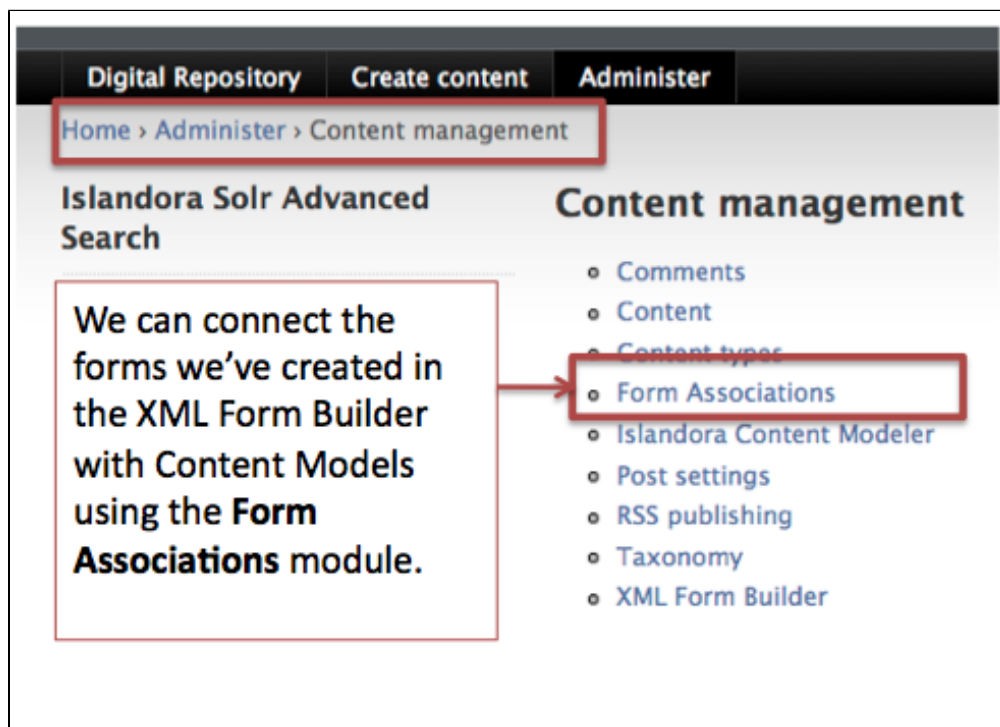 Digital Repository Create content Administer
Home › Administer › Content management
Islandora Solr Advanced
Search
We can connect the
forms we’ve created in
the XML Form Builder
with Content Models
using the Form
Associations module.
Content management
Comments
Content
Content types
Form Associations
Islandora Content Modeler
Post settings
RSS publishing
Taxonomy
XML Form Builder